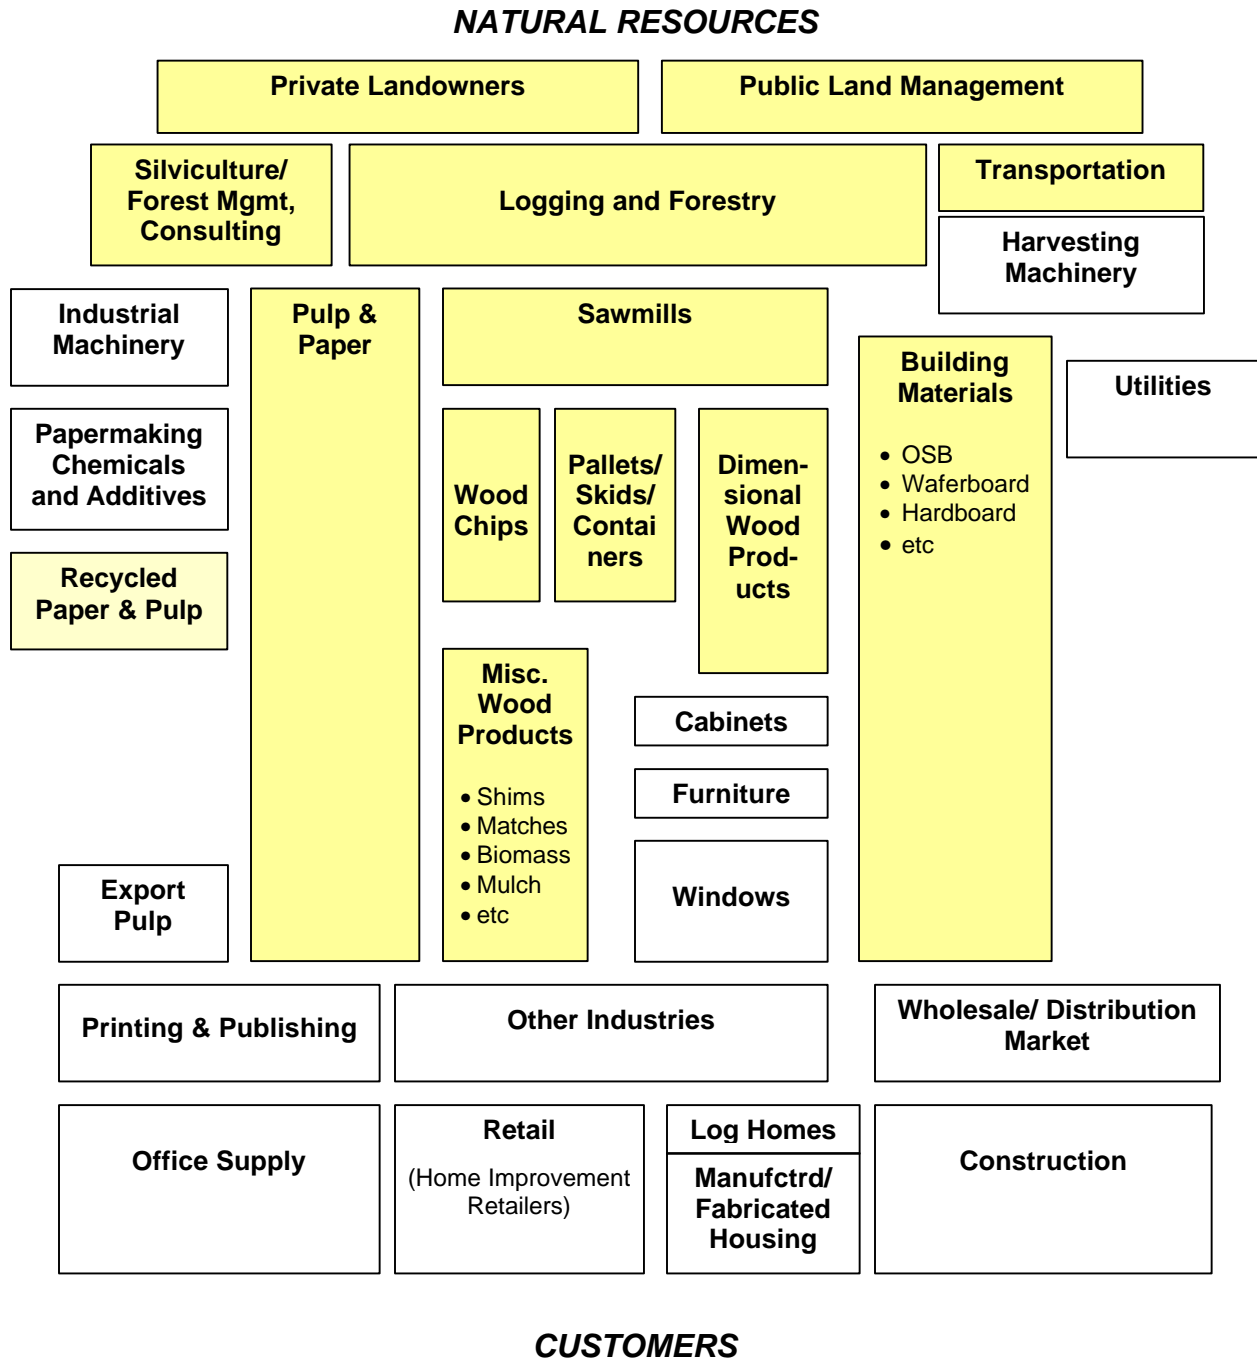 NATURAL RESOURCES
Private Landowners
Public Land Management
Silviculture/
Forest Mgmt,
Consulting
Logging and Forestry
Transportation
Harvesting
Machinery
Industrial
Machinery
Pulp &
Paper
Sawmills
Building
Materials
• OSB
• Waferboard
• Hardboard
• etc
Utilities
Papermaking
Chemicals
and Additives
Wood
Chips
Pallets/
Skids/
Contai
ners
Dimen-
sional
Wood
Prod-
ucts
Recycled
Paper & Pulp
Misc.
Wood
Products
• Shims
• Matches
• Biomass
• Mulch
• etc
Cabinets
Furniture
Windows
Export
Pulp
Printing & Publishing
Other Industries
Wholesale/ Distribution
Market
Office Supply
Retail
(Home Improvement
Retailers)
Log Homes
Manufctrd/
Fabricated
Housing
Construction
CUSTOMERS